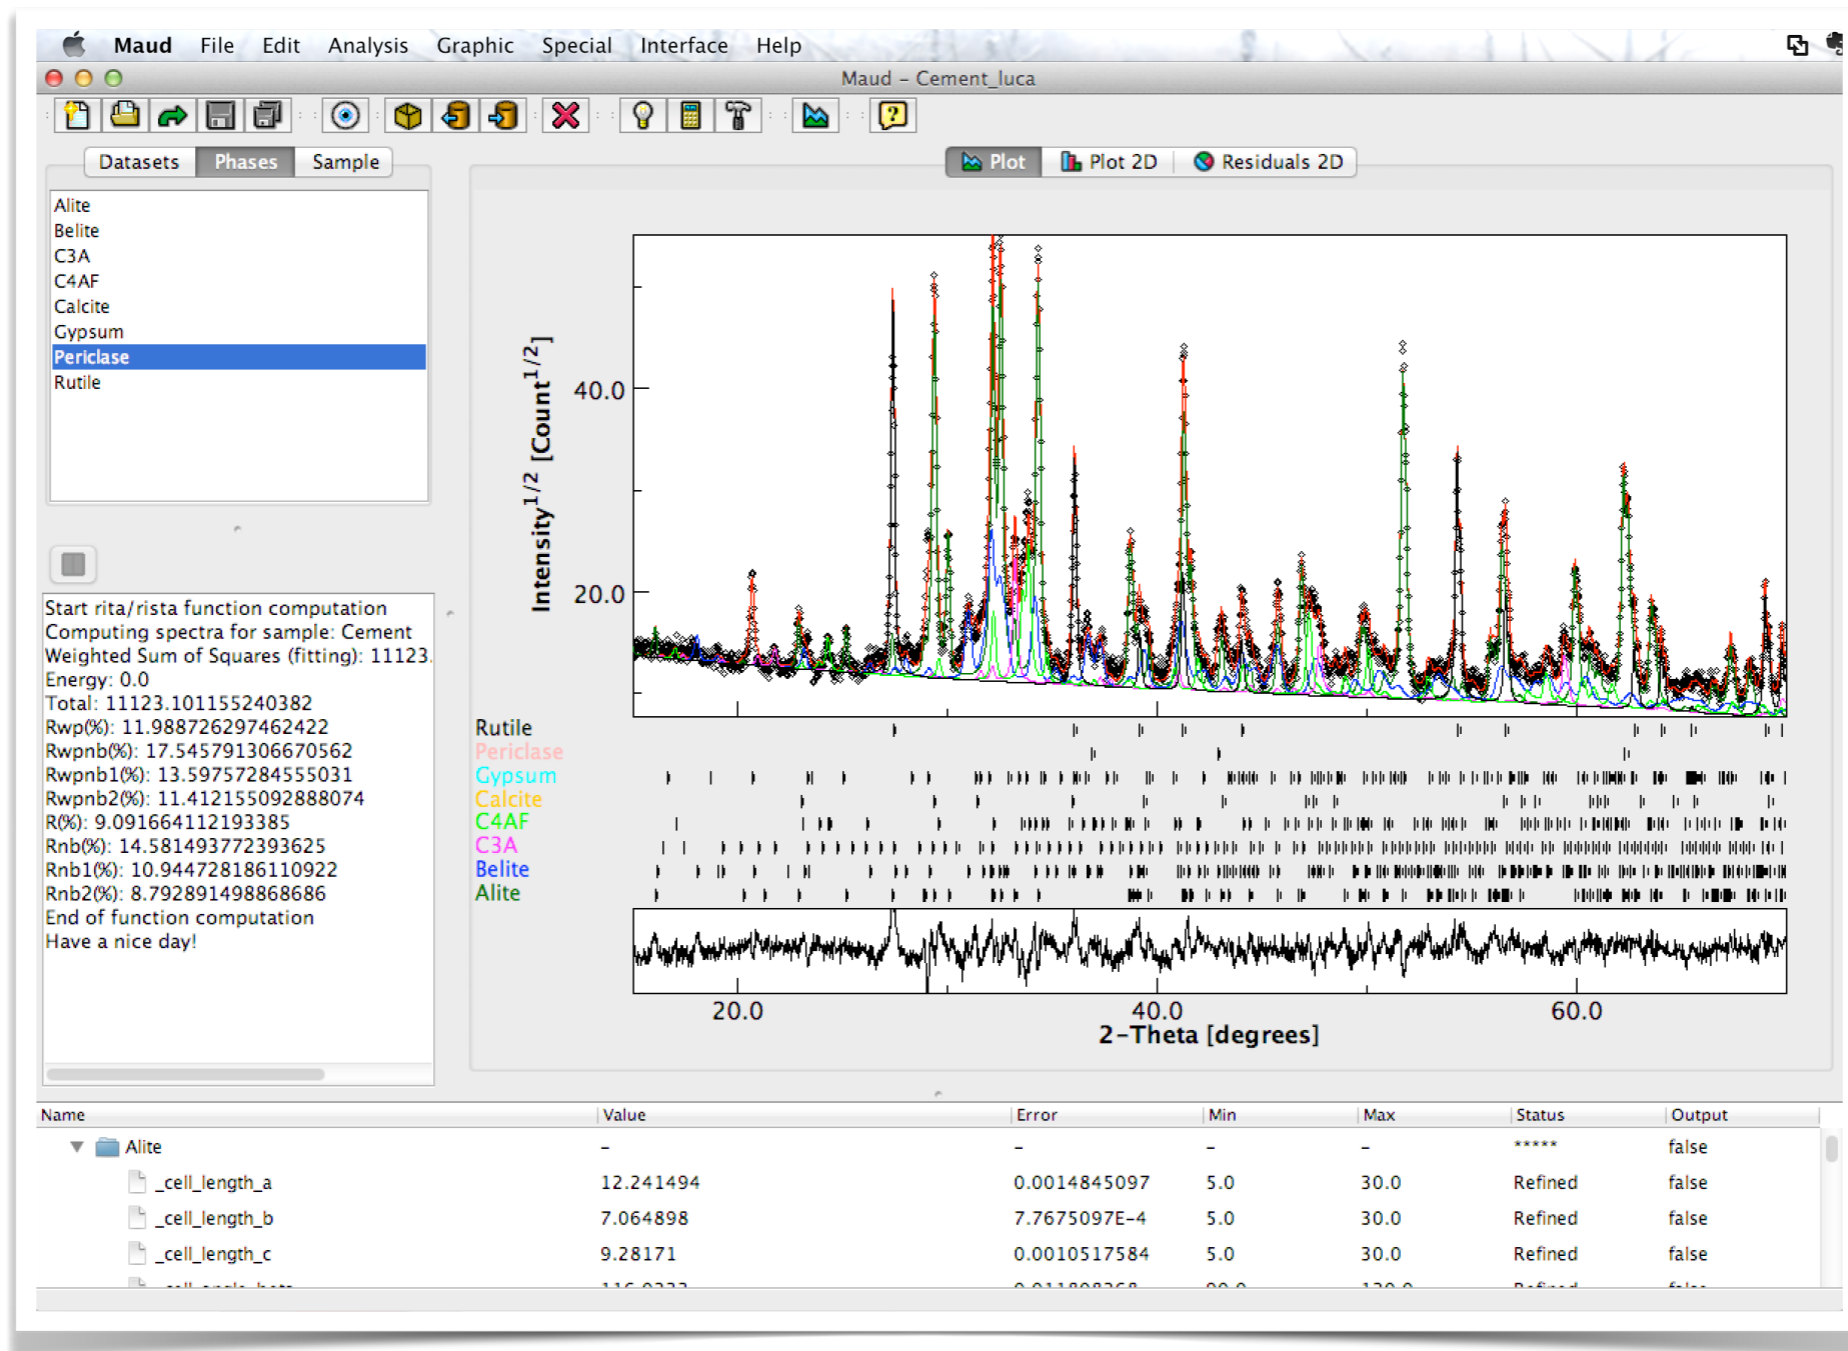 Maud File Edit Analysis Graphic Special Interface Help
Maud – Cement_luca
Datasets Phases Sample
Alite
Belite
C3A
C4AF
Calcite
Gypsum
Periclase
Rutile
Start rita/rista function computation
Computing spectra for sample: Cement
Weighted Sum of Squares (fitting): 11123.
Energy: 0.0
Total: 11123.101155240382
Rwp(%): 11.988726297462422
Rwpnb(%): 17.545791306670562
Rwpnb1(%): 13.59757284555031
Rwpnb2(%): 11.412155092888074
R(%): 9.091664112193385
Rnb(%): 14.581493772393625
Rnb1(%): 10.944728186110922
Rnb2(%): 8.792891498868686
End of function computation
Have a nice day!
Plot Plot 2D Residuals 2D
Intensity^1/2 [Count^1/2]
40.0
20.0
Rutile
Periclase
Gypsum
Calcite
C4AF
C3A
Belite
Alite
20.0 40.0 60.0
2-Theta [degrees]
Name Value Error Min Max Status Output
Alite – – – – ***** false
_cell_length_a 12.241494 0.0014845097 5.0 30.0 Refined false
_cell_length_b 7.064898 7.7675097E-4 5.0 30.0 Refined false
_cell_length_c 9.28171 0.0010517584 5.0 30.0 Refined false